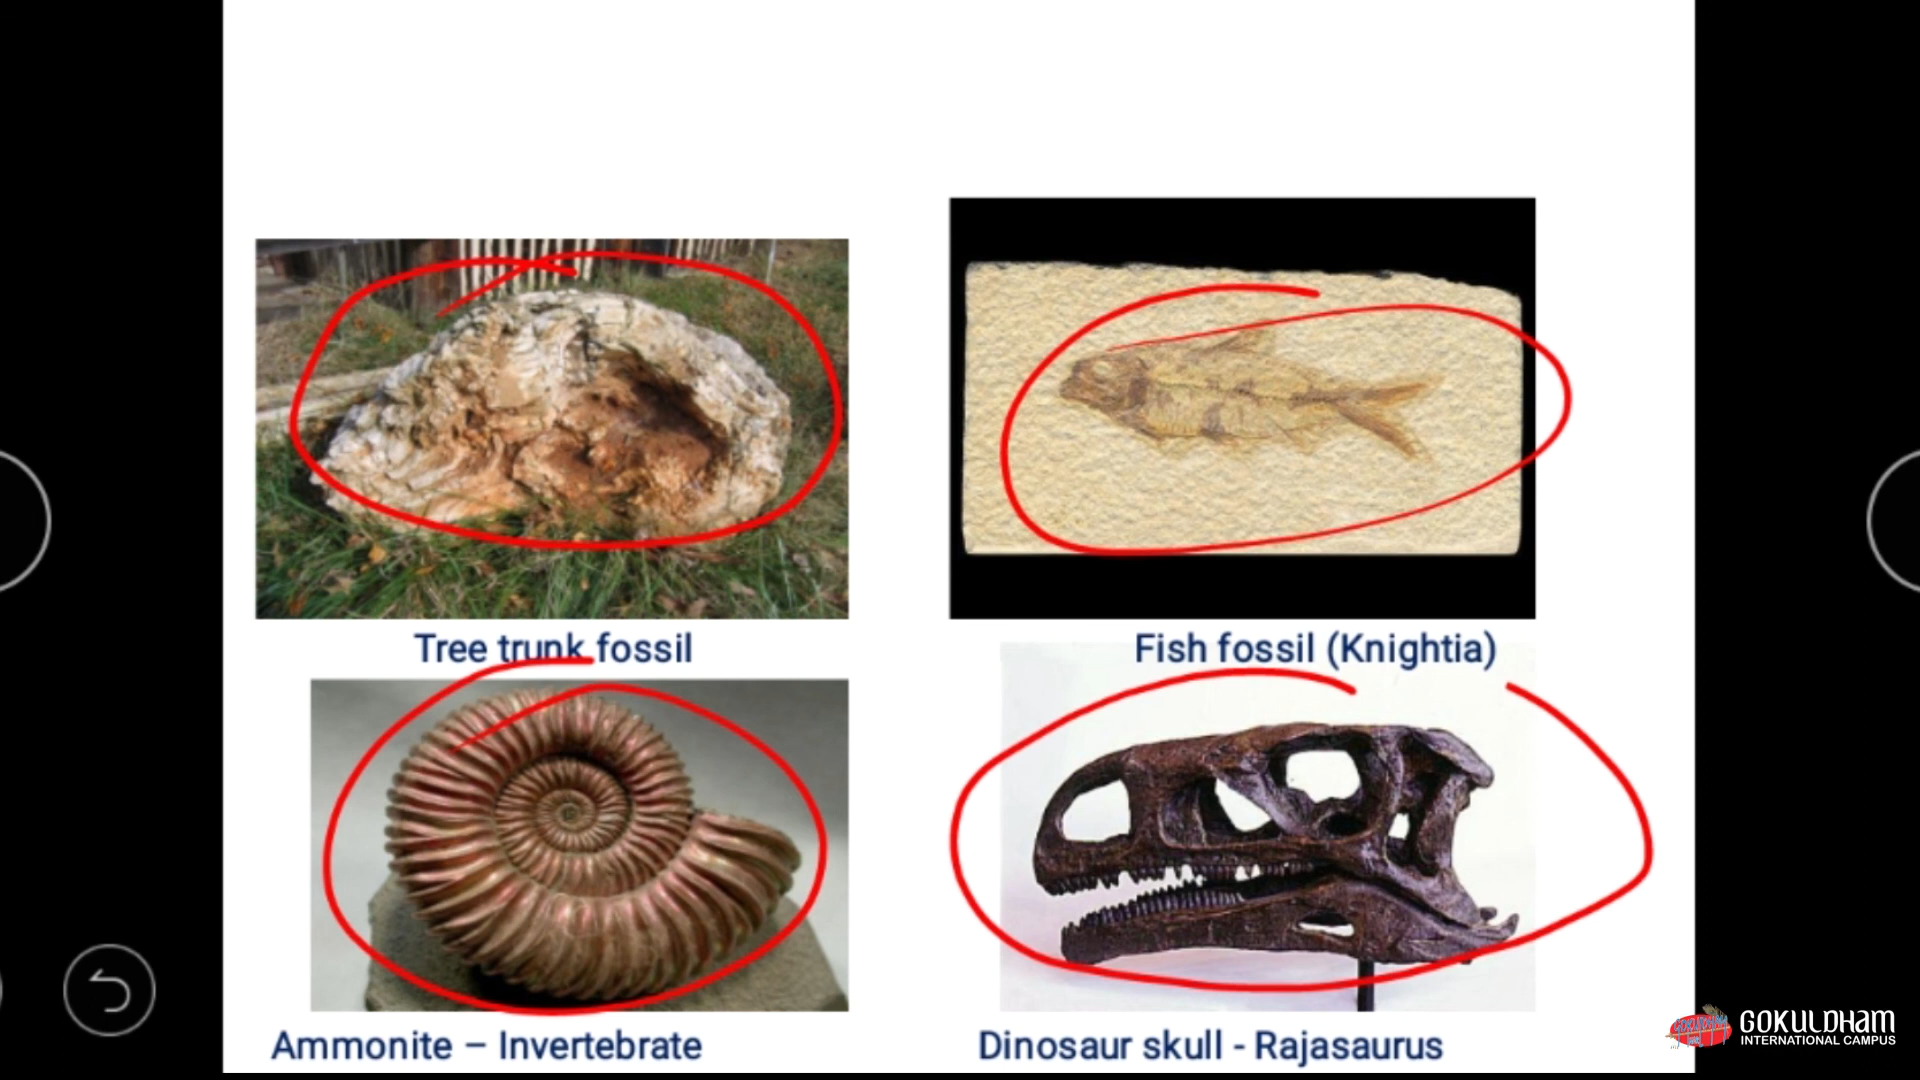 Tree trunk fossil
Fish fossil (Knightia)
Ammonite – Invertebrate
Dinosaur skull - Rajasaurus
GOKULDHAM
INTERNATIONAL CAMPUS